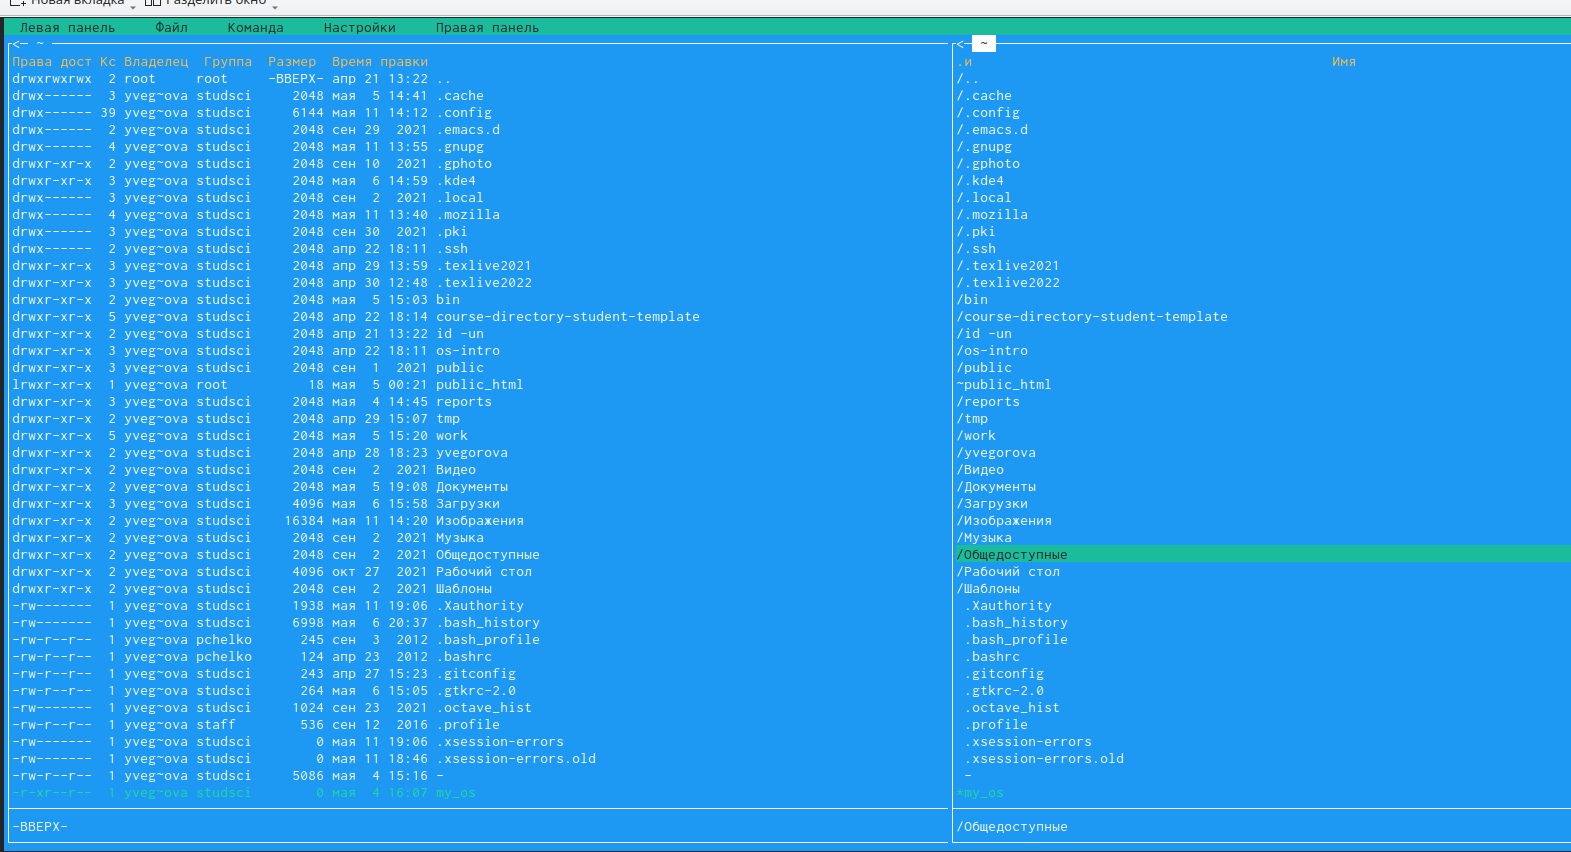 Новая вкладка Разделить окно
Левая панель Файл Команда Настройки Правая панель
<— ~
Права дост Кс Владелец Группа Размер Время правки
drwxrwxrwx 2 root root -ВВЕРХ- апр 21 13:22 ..
drwx------ 3 yveg~ova studsci 2048 мая 5 14:41 .cache
drwx------ 39 yveg~ova studsci 6144 мая 11 14:12 .config
drwx------ 2 yveg~ova studsci 2048 сен 29 2021 .emacs.d
drwx------ 4 yveg~ova studsci 2048 мая 11 13:55 .gnupg
drwxr-xr-x 2 yveg~ova studsci 2048 сен 10 2021 .gphoto
drwxr-xr-x 3 yveg~ova studsci 2048 мая 6 14:59 .kde4
drwx------ 3 yveg~ova studsci 2048 сен 2 2021 .local
drwx------ 4 yveg~ova studsci 2048 мая 11 13:40 .mozilla
drwx------ 3 yveg~ova studsci 2048 сен 30 2021 .pki
drwx------ 2 yveg~ova studsci 2048 апр 22 18:11 .ssh
drwxr-xr-x 3 yveg~ova studsci 2048 апр 29 13:59 .texlive2021
drwxr-xr-x 3 yveg~ova studsci 2048 апр 30 12:48 .texlive2022
drwxr-xr-x 2 yveg~ova studsci 2048 мая 5 15:03 bin
drwxr-xr-x 5 yveg~ova studsci 2048 апр 22 18:14 course-directory-student-template
drwxr-xr-x 2 yveg~ova studsci 2048 апр 21 13:22 id -un
drwxr-xr-x 3 yveg~ova studsci 2048 апр 22 18:11 os-intro
drwxr-xr-x 3 yveg~ova studsci 2048 сен 1 2021 public
lrwxr-xr-x 1 yveg~ova root 18 мая 5 00:21 public_html
drwxr-xr-x 3 yveg~ova studsci 2048 мая 4 14:45 reports
drwxr-xr-x 2 yveg~ova studsci 2048 апр 29 15:07 tmp
drwxr-xr-x 5 yveg~ova studsci 2048 мая 5 15:20 work
drwxr-xr-x 2 yveg~ova studsci 2048 апр 28 18:23 yvegorova
drwxr-xr-x 2 yveg~ova studsci 2048 сен 2 2021 Видео
drwxr-xr-x 2 yveg~ova studsci 2048 мая 5 19:08 Документы
drwxr-xr-x 3 yveg~ova studsci 4096 мая 6 15:58 Загрузки
drwxr-xr-x 2 yveg~ova studsci 16384 мая 11 14:20 Изображения
drwxr-xr-x 2 yveg~ova studsci 2048 сен 2 2021 Музыка
drwxr-xr-x 2 yveg~ova studsci 2048 сен 2 2021 Общедоступные
drwxr-xr-x 2 yveg~ova studsci 4096 окт 27 2021 Рабочий стол
drwxr-xr-x 2 yveg~ova studsci 2048 сен 2 2021 Шаблоны
-rw------- 1 yveg~ova studsci 1938 мая 11 19:06 .Xauthority
-rw------- 1 yveg~ova studsci 6998 мая 6 20:37 .bash_history
-rw-r--r-- 1 yveg~ova pchelko 245 сен 3 2012 .bash_profile
-rw-r--r-- 1 yveg~ova pchelko 124 апр 23 2012 .bashrc
-rw-r--r-- 1 yveg~ova studsci 243 апр 27 15:23 .gitconfig
-rw-r--r-- 1 yveg~ova studsci 264 мая 6 15:05 .gtkrc-2.0
-rw------- 1 yveg~ova studsci 1024 сен 23 2021 .octave_hist
-rw-r--r-- 1 yveg~ova staff 536 сен 12 2016 .profile
-rw------- 1 yveg~ova studsci 0 мая 11 19:06 .xsession-errors
-rw------- 1 yveg~ova studsci 0 мая 11 18:46 .xsession-errors.old
-rw-r--r-- 1 yveg~ova studsci 5086 мая 4 15:16 -
-r-xr--r-- 1 yveg~ova studsci 0 мая 4 16:07 my_os
-ВВЕРХ-
<— ~
.и Имя
/..
/.cache
/.config
/.emacs.d
/.gnupg
/.gphoto
/.kde4
/.local
/.mozilla
/.pki
/.ssh
/.texlive2021
/.texlive2022
/bin
/course-directory-student-template
/id -un
/os-intro
/public
~public_html
/reports
/tmp
/work
/yvegorova
/Видео
/Документы
/Загрузки
/Изображения
/Музыка
/Общедоступные
/Рабочий стол
/Шаблоны
.Xauthority
.bash_history
.bash_profile
.bashrc
.gitconfig
.gtkrc-2.0
.octave_hist
.profile
.xsession-errors
.xsession-errors.old
-
*my_os
/Общедоступные